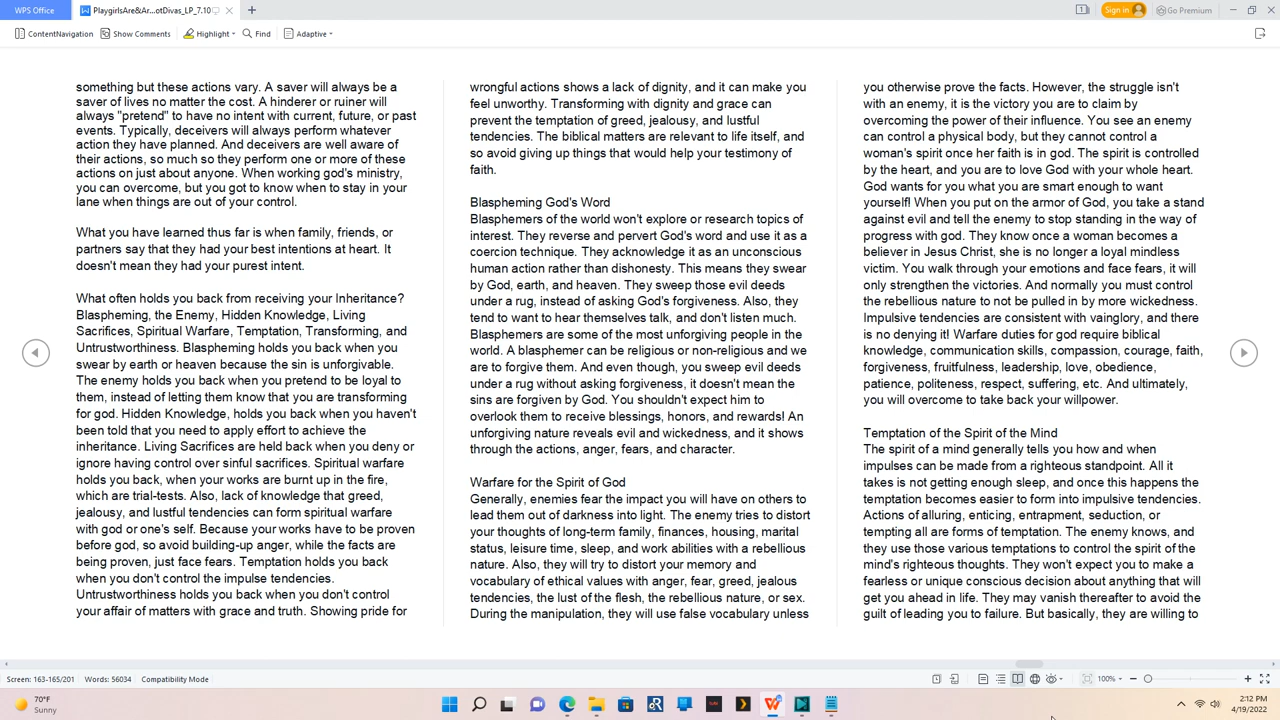 WPS Office
PlaygirlsAre&Ar...otDivas_LP_7.10
Sign in
Go Premium
ContentNavigation
Show Comments
Highlight
Find
Adaptive
something but these actions vary. A saver will always be a
saver of lives no matter the cost. A hinderer or ruiner will
always "pretend" to have no intent with current, future, or past
events. Typically, deceivers will always perform whatever
action they have planned. And deceivers are well aware of
their actions, so much so they perform one or more of these
actions on just about anyone. When working god's ministry,
you can overcome, but you got to know when to stay in your
lane when things are out of your control.
What you have learned thus far is when family, friends, or
partners say that they had your best intentions at heart. It
doesn't mean they had your purest intent.
What often holds you back from receiving your Inheritance?
Blaspheming, the Enemy, Hidden Knowledge, Living
Sacrifices, Spiritual Warfare, Temptation, Transforming, and
Untrustworthiness. Blaspheming holds you back when you
swear by earth or heaven because the sin is unforgivable.
The enemy holds you back when you pretend to be loyal to
them, instead of letting them know that you are transforming
for god. Hidden Knowledge, holds you back when you haven't
been told that you need to apply effort to achieve the
inheritance. Living Sacrifices are held back when you deny or
ignore having control over sinful sacrifices. Spiritual warfare
holds you back, when your works are burnt up in the fire,
which are trial-tests. Also, lack of knowledge that greed,
jealousy, and lustful tendencies can form spiritual warfare
with god or one's self. Because your works have to be proven
before god, so avoid building-up anger, while the facts are
being proven, just face fears. Temptation holds you back
when you don't control the impulse tendencies.
Untrustworthiness holds you back when you don't control
your affair of matters with grace and truth. Showing pride for
wrongful actions shows a lack of dignity, and it can make you
feel unworthy. Transforming with dignity and grace can
prevent the temptation of greed, jealousy, and lustful
tendencies. The biblical matters are relevant to life itself, and
so avoid giving up things that would help your testimony of
faith.
Blaspheming God's Word
Blasphemers of the world won't explore or research topics of
interest. They reverse and pervert God's word and use it as a
coercion technique. They acknowledge it as an unconscious
human action rather than dishonesty. This means they swear
by God, earth, and heaven. They sweep those evil deeds
under a rug, instead of asking God's forgiveness. Also, they
tend to want to hear themselves talk, and don't listen much.
Blasphemers are some of the most unforgiving people in the
world. A blasphemer can be religious or non-religious and we
are to forgive them. And even though, you sweep evil deeds
under a rug without asking forgiveness, it doesn't mean the
sins are forgiven by God. You shouldn't expect him to
overlook them to receive blessings, honors, and rewards! An
unforgiving nature reveals evil and wickedness, and it shows
through the actions, anger, fears, and character.
Warfare for the Spirit of God
Generally, enemies fear the impact you will have on others to
lead them out of darkness into light. The enemy tries to distort
your thoughts of long-term family, finances, housing, marital
status, leisure time, sleep, and work abilities with a rebellious
nature. Also, they will try to distort your memory and
vocabulary of ethical values with anger, fear, greed, jealous
tendencies, the lust of the flesh, the rebellious nature, or sex.
During the manipulation, they will use false vocabulary unless
you otherwise prove the facts. However, the struggle isn't
with an enemy, it is the victory you are to claim by
overcoming the power of their influence. You see an enemy
can control a physical body, but they cannot control a
woman's spirit once her faith is in god. The spirit is controlled
by the heart, and you are to love God with your whole heart.
God wants for you what you are smart enough to want
yourself! When you put on the armor of God, you take a stand
against evil and tell the enemy to stop standing in the way of
progress with god. They know once a woman becomes a
believer in Jesus Christ, she is no longer a loyal mindless
victim. You walk through your emotions and face fears, it will
only strengthen the victories. And normally you must control
the rebellious nature to not be pulled in by more wickedness.
Impulsive tendencies are consistent with vainglory, and there
is no denying it! Warfare duties for god require biblical
knowledge, communication skills, compassion, courage, faith,
forgiveness, fruitfulness, leadership, love, obedience,
patience, politeness, respect, suffering, etc. And ultimately,
you will overcome to take back your willpower.
Temptation of the Spirit of the Mind
The spirit of a mind generally tells you how and when
impulses can be made from a righteous standpoint. All it
takes is not getting enough sleep, and once this happens the
temptation becomes easier to form into impulsive tendencies.
Actions of alluring, enticing, entrapment, seduction, or
tempting all are forms of temptation. The enemy knows, and
they use those various temptations to control the spirit of the
mind's righteous thoughts. They won't expect you to make a
fearless or unique conscious decision about anything that will
get you ahead in life. They may vanish thereafter to avoid the
guilt of leading you to failure. But basically, they are willing to
Screen: 163-165/201
Words: 56034
Compatibility Mode
100%
70°F
Sunny
2:12 PM
4/19/2022